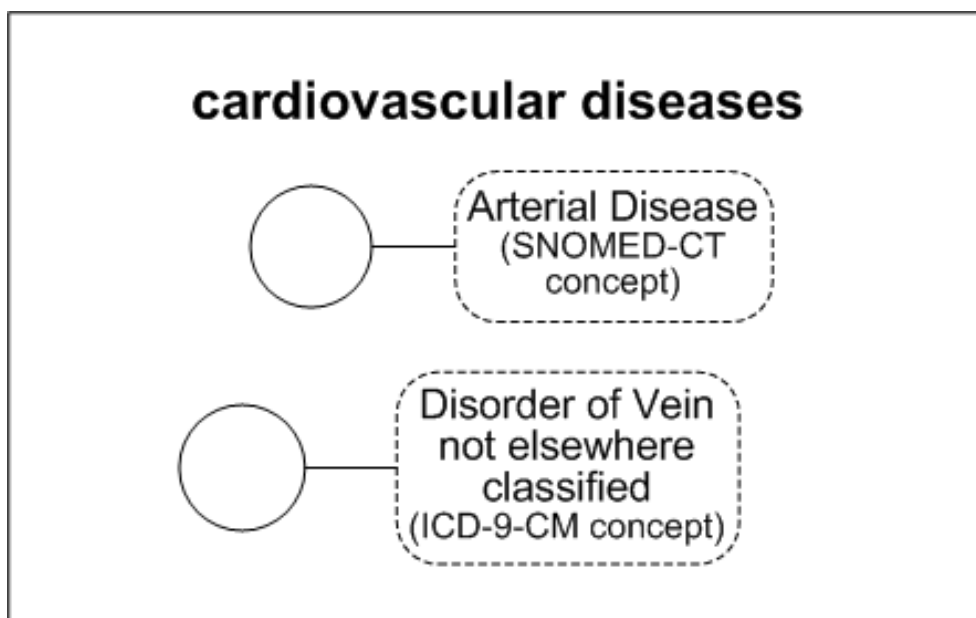 cardiovascular diseases
Arterial Disease
(SNOMED-CT
concept)
Disorder of Vein
not elsewhere
classified
(ICD-9-CM concept)